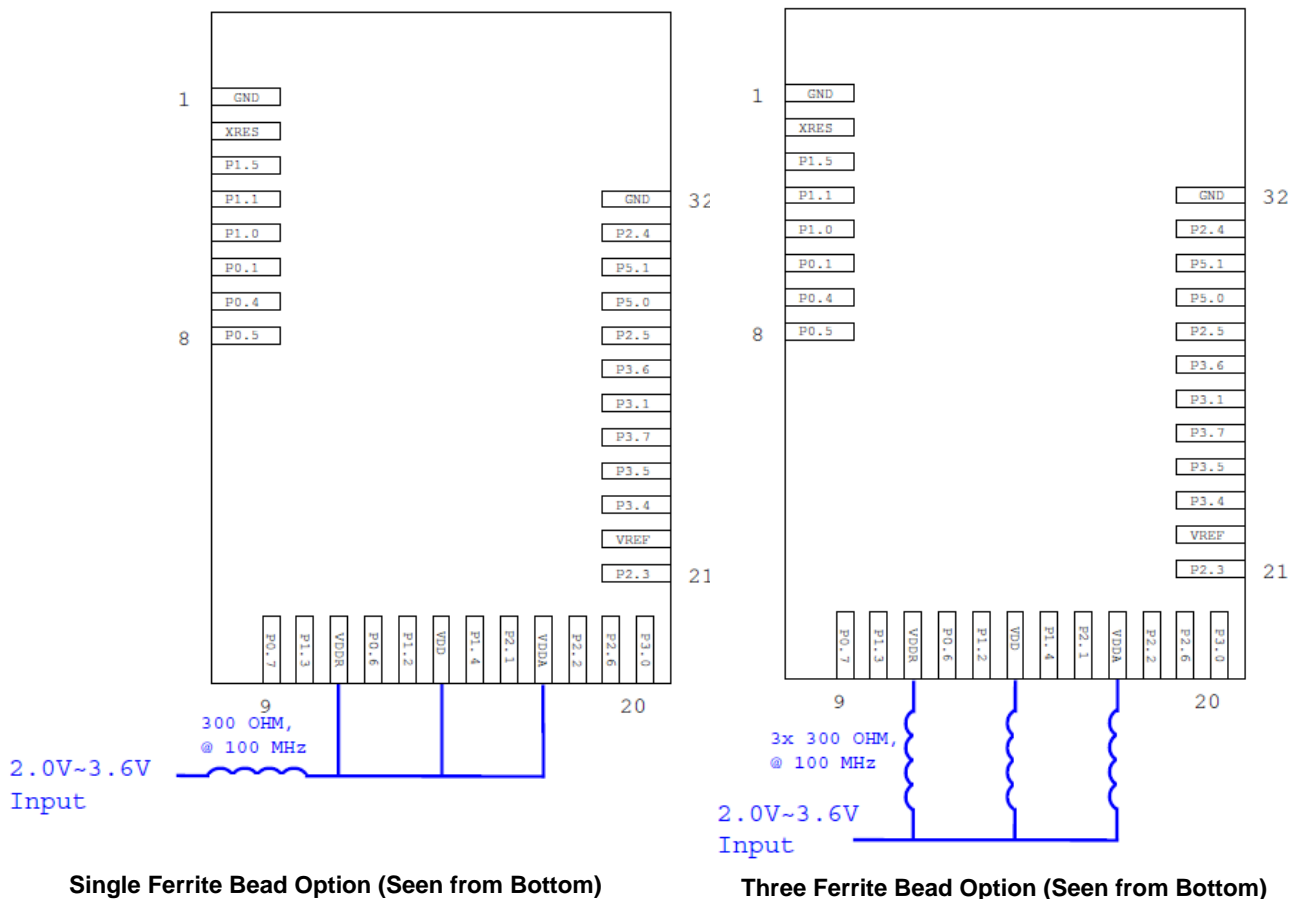 1
GND
XRES
P1.5
P1.1
P1.0
P0.1
P0.4
8
P0.5
GND
32
P2.4
P5.1
P5.0
P2.5
P3.6
P3.1
P3.7
P3.5
P3.4
VREF
P2.3
21
P0.7
P1.3
VDDR
P0.6
P1.2
VDD
P1.4
P2.1
VDDA
P2.2
P2.6
P3.0
9
20
300 OHM,
@ 100 MHz
2.0V~3.6V
Input
Single Ferrite Bead Option (Seen from Bottom)
1
GND
XRES
P1.5
P1.1
P1.0
P0.1
P0.4
8
P0.5
GND
32
P2.4
P5.1
P5.0
P2.5
P3.6
P3.1
P3.7
P3.5
P3.4
VREF
P2.3
21
P0.7
P1.3
VDDR
P0.6
P1.2
VDD
P1.4
P2.1
VDDA
P2.2
P2.6
P3.0
9
20
3x 300 OHM,
@ 100 MHz
2.0V~3.6V
Input
Three Ferrite Bead Option (Seen from Bottom)